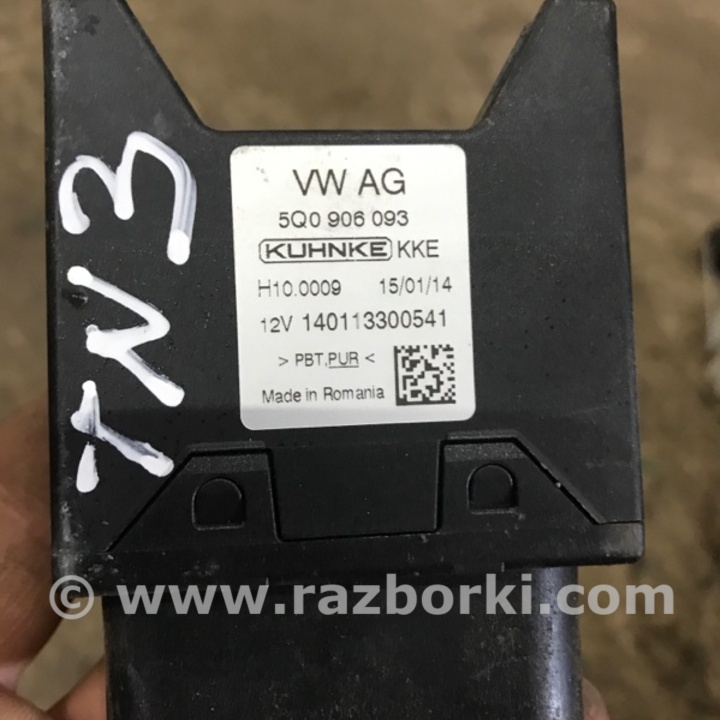 VW AG
5Q0 906 093
KUHNKE KKE
H10.0009 15/01/14
12V 140113300541
> PBT,PUR <
Made in Romania
TN3
© www.razborki.com